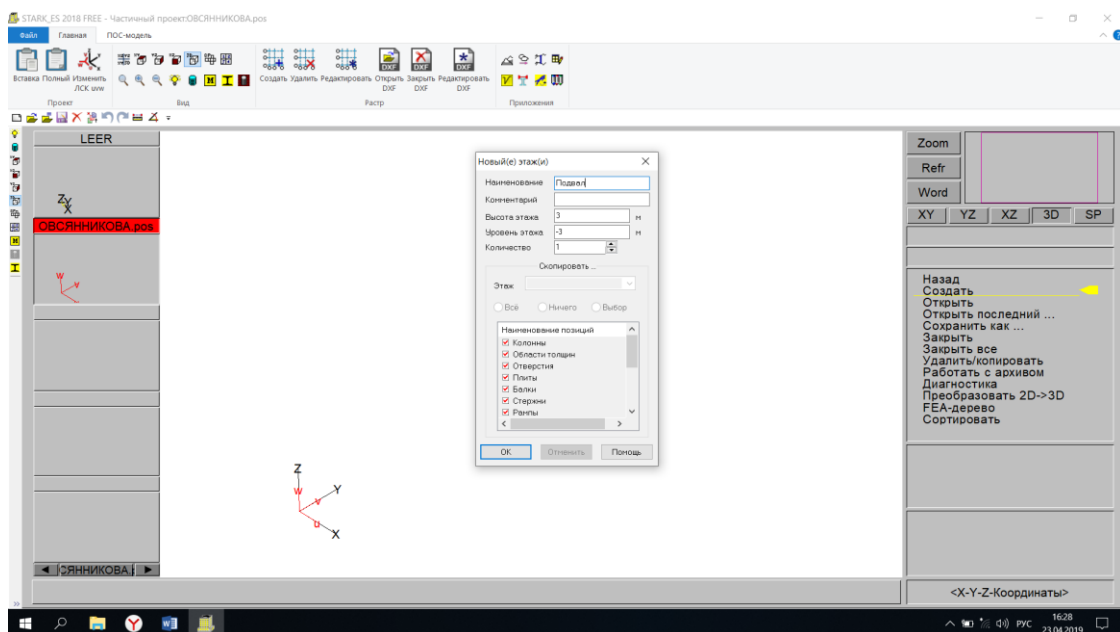 STARK_ES 2018 FREE - Частичный проект:ОВСЯННИКОВА.pos
Файл Главная ПОС-модель
Вставка Полный Изменить ЛСК uvw
Создать Удалить Редактировать Открыть DXF Закрыть DXF Редактировать DXF
Проект Вид Растр Приложения
LEER
ОВСЯННИКОВА.pos
Новый(е) этаж(и)
Наименование Подвал
Комментарий
Высота этажа 3 м
Уровень этажа -3 м
Количество 1
Скопировать ...
Этаж
Всё Ничего Выбор
Наименование позиций
Колонны
Области толщин
Отверстия
Плиты
Балки
Стержни
Рампы
OK Отменить Помощь
Z
Y
X
w
v
u
Zoom
Refr
Word
XY YZ XZ 3D SP
Назад
Создать
Открыть
Открыть последний ...
Сохранить как ...
Закрыть
Закрыть все
Удалить/копировать
Работать с архивом
Диагностика
Преобразовать 2D->3D
FEA-дерево
Сортировать
<X-Y-Z-Координаты>
РУС 16:28
23.04.2019